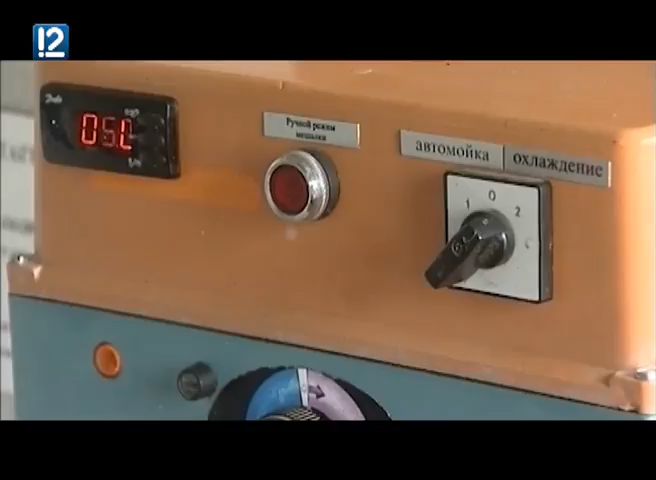 12
Danfoss
05L
Ручной режим
мешалки
автомойка
охлаждение
1 0 2